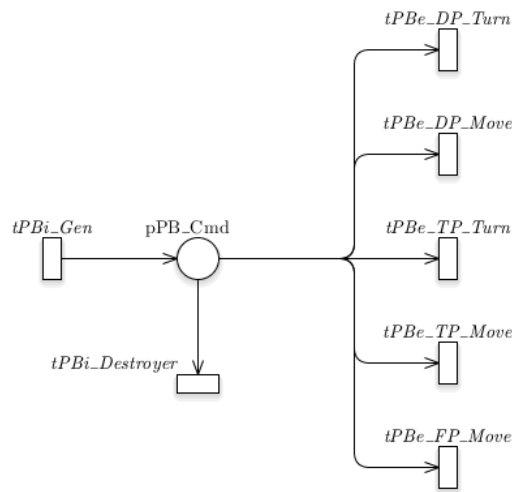 tPBe_DP_Turn
tPBe_DP_Move
tPBi_Gen
pPB_Cmd
tPBe_TP_Turn
tPBe_TP_Move
tPBi_Destroyer
tPBe_FP_Move